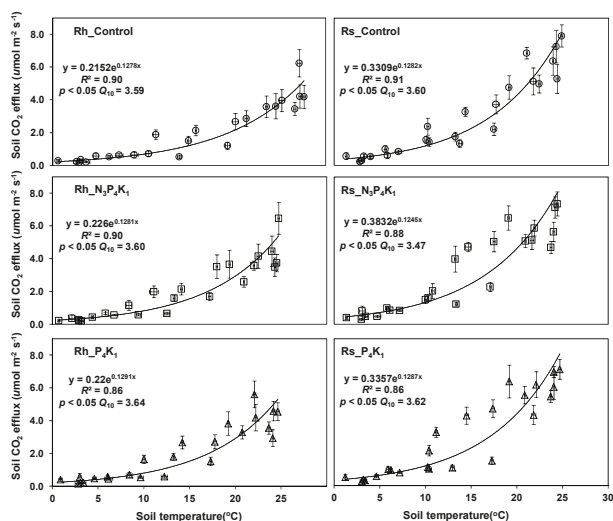 Rh_Control
Rs_Control
8.0
6.0
4.0
2.0
0.0
Soil CO2 efflux (umol m-2 s-1)
y = 0.2152e^0.1278x
R² = 0.90
p < 0.05 Q10 = 3.59
y = 0.3309e^0.1282x
R² = 0.91
p < 0.05 Q10 = 3.60
Rh_N3P4K1
Rs_N3P4K1
8.0
6.0
4.0
2.0
0.0
Soil CO2 efflux (umol m-2 s-1)
y = 0.226e^0.1281x
R² = 0.90
p < 0.05 Q10 = 3.60
y = 0.3832e^0.1245x
R² = 0.88
p < 0.05 Q10 = 3.47
Rh_P4K1
Rs_P4K1
8.0
6.0
4.0
2.0
0.0
Soil CO2 efflux (umol m-2 s-1)
y = 0.22e^0.1291x
R² = 0.86
p < 0.05 Q10 = 3.64
y = 0.3357e^0.1287x
R² = 0.86
p < 0.05 Q10 = 3.62
0 5 10 15 20 25
0 5 10 15 20 25 30
Soil temperature(oC)
Soil temperature(oC)